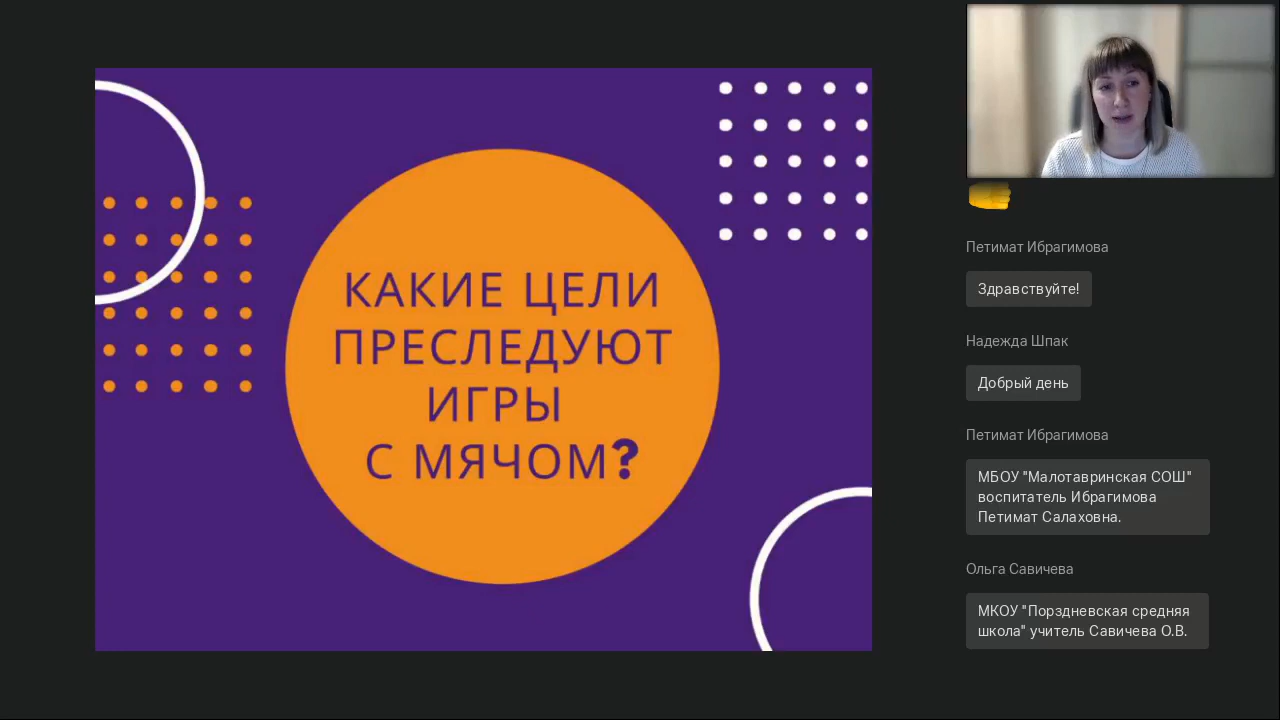 КАКИЕ ЦЕЛИ
ПРЕСЛЕДУЮТ
ИГРЫ
С МЯЧОМ?
Петимат Ибрагимова
Здравствуйте!
Надежда Шпак
Добрый день
Петимат Ибрагимова
МБОУ "Малотавринская СОШ"
воспитатель Ибрагимова
Петимат Салаховна.
Ольга Савичева
МКОУ "Порздневская средняя
школа" учитель Савичева О.В.